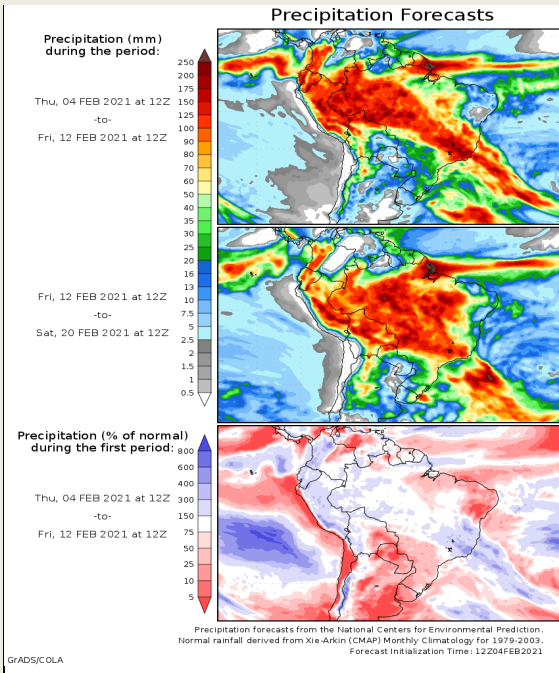 Precipitation Forecasts
Precipitation (mm)
during the period:
Thu, 04 FEB 2021 at 12Z
-to-
Fri, 12 FEB 2021 at 12Z
250
200
175
150
125
100
90
80
70
60
50
40
35
30
25
20
16
13
10
7.5
5
2.5
2
1.5
1
0.5
Fri, 12 FEB 2021 at 12Z
-to-
Sat, 20 FEB 2021 at 12Z
Precipitation (% of normal)
during the first period:
Thu, 04 FEB 2021 at 12Z
-to-
Fri, 12 FEB 2021 at 12Z
800
600
400
300
150
75
50
25
10
5
Precipitation forecasts from the National Centers for Environmental Prediction.
Normal rainfall derived from Xie-Arkin (CMAP) Monthly Climatology for 1979-2003.
Forecast Initialization Time: 12Z04FEB2021
GrADS/COLA